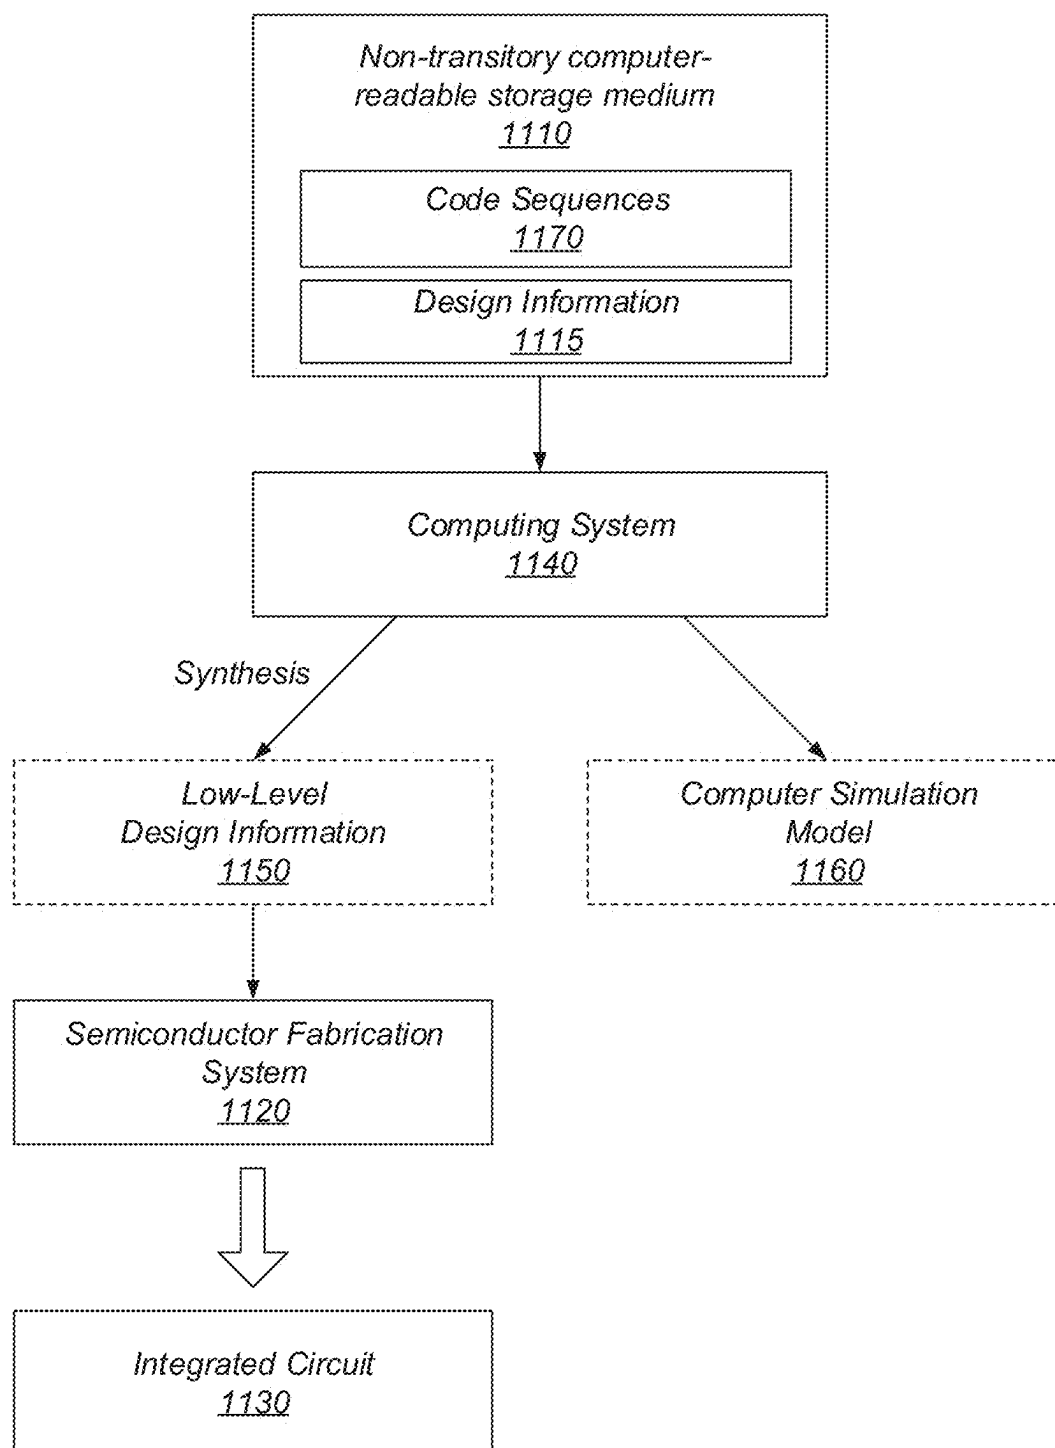 Non-transitory computer-
readable storage medium
1110
Code Sequences
1170
Design Information
1115
Computing System
1140
Synthesis
Low-Level
Design Information
1150
Computer Simulation
Model
1160
Semiconductor Fabrication
System
1120
Integrated Circuit
1130